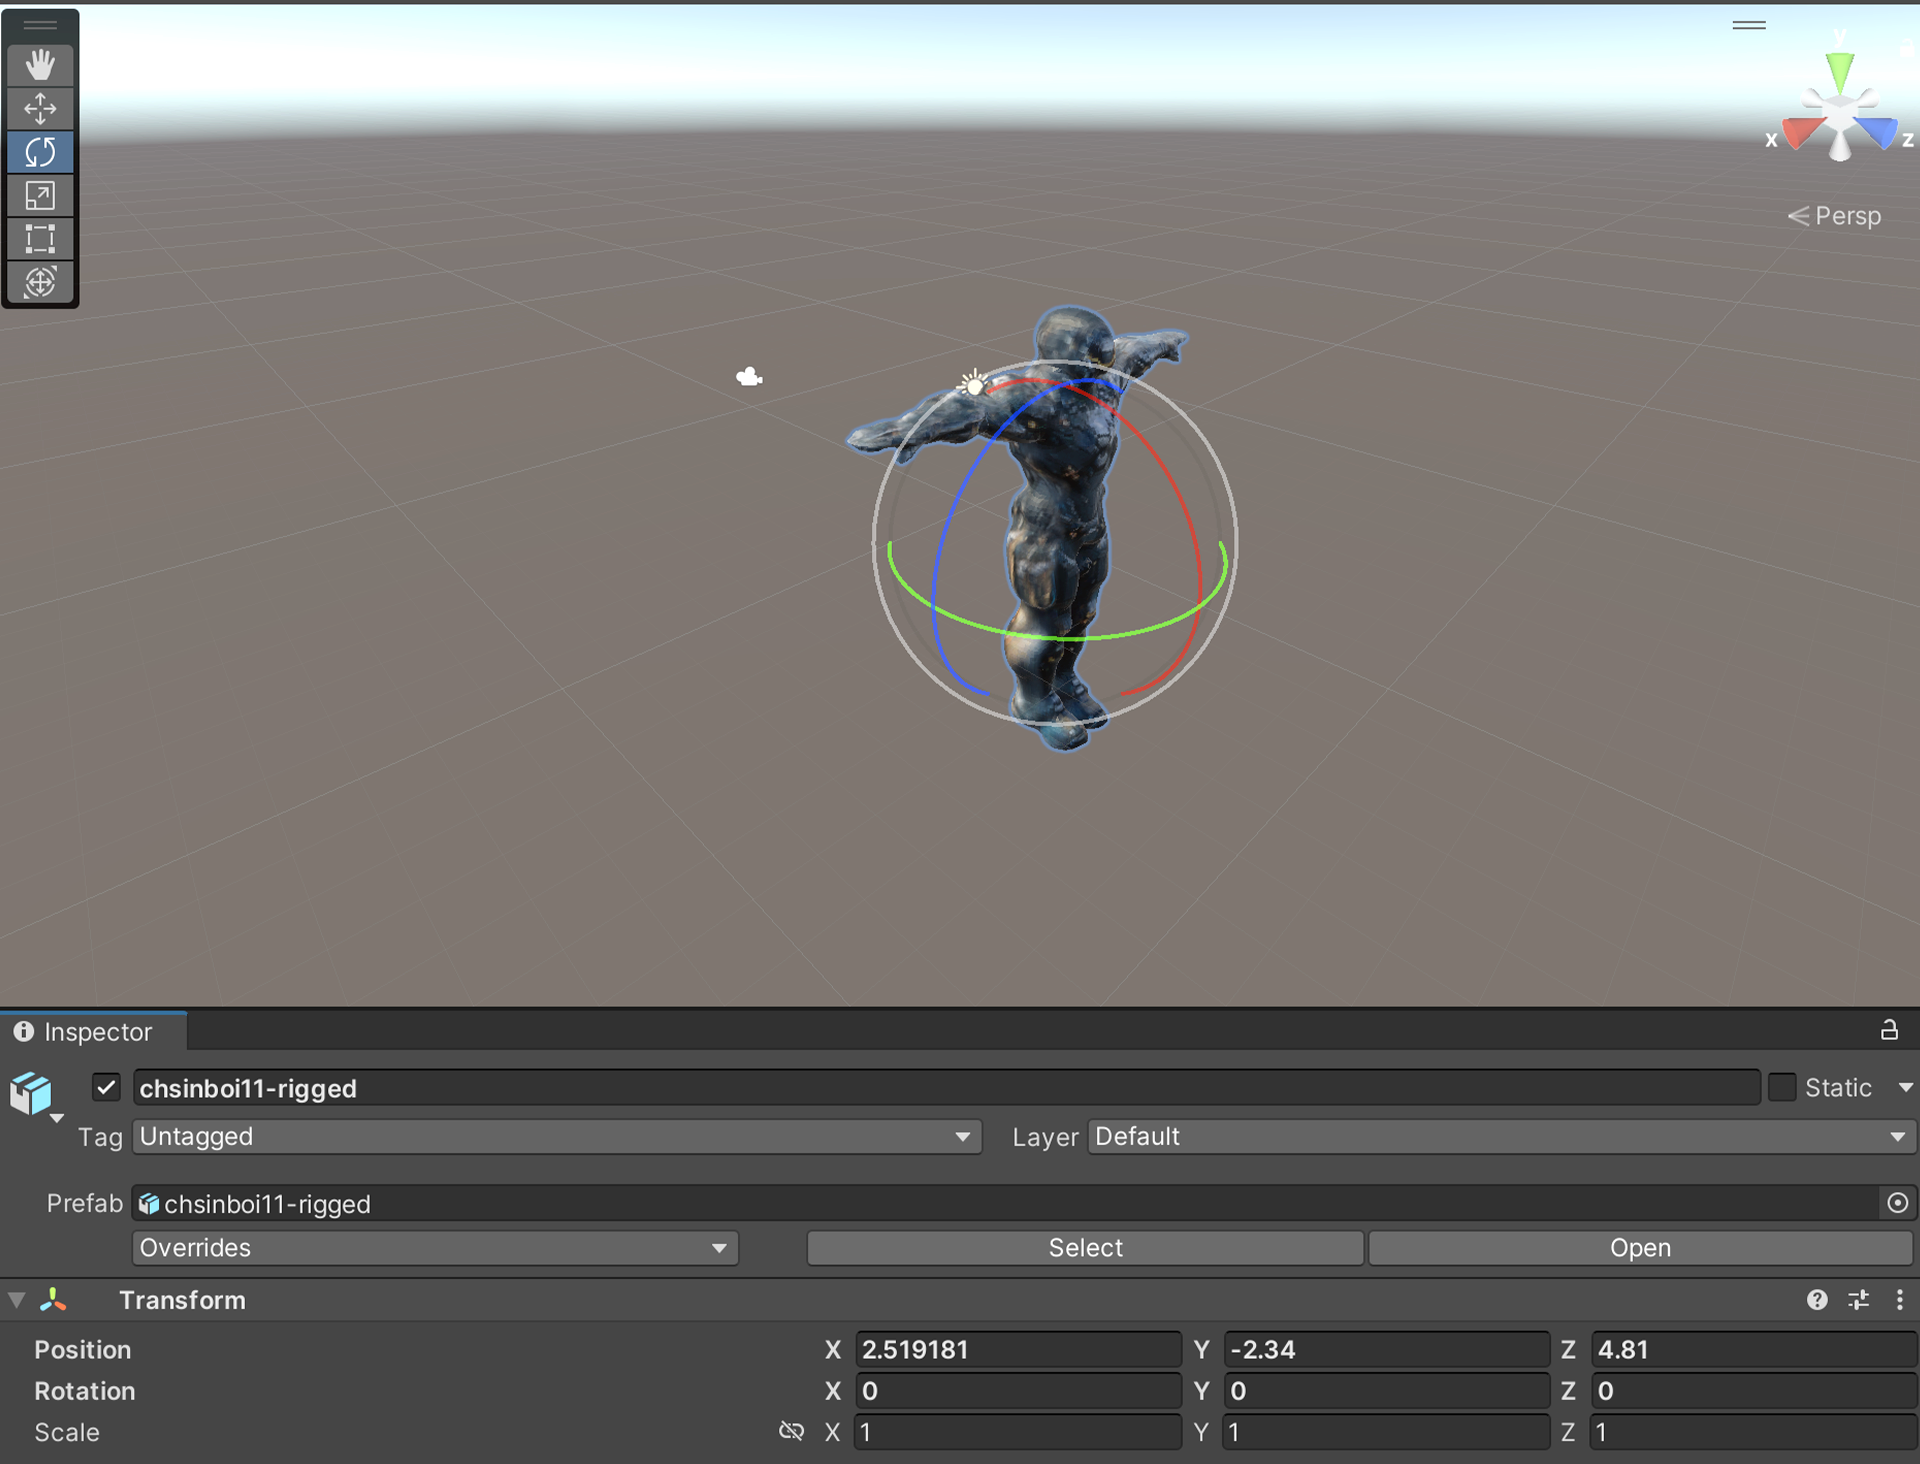 y
x
z
Persp
Inspector
chsinboi11-rigged
Static
Tag
Untagged
Layer
Default
Prefab
chsinboi11-rigged
Overrides
Select
Open
Transform
Position X 2.519181 Y -2.34 Z 4.81
Rotation X 0 Y 0 Z 0
Scale X 1 Y 1 Z 1